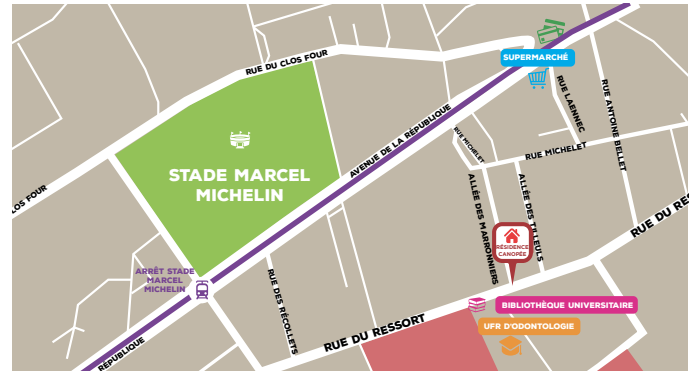 RUE DU CLOS FOUR
SUPERMARCHÉ
RUE LAENNEC
RUE ANTOINE BELLET
AVENUE DE LA RÉPUBLIQUE
RUE MICHELET
RUE MICHELET
STADE MARCEL
MICHELIN
LOS FOUR
ALLÉE DES MARRONNIERS
ALLÉE DES TILLEULS
RUE DU RES
RÉSIDENCE
CANOPÉE
ARRÊT STADE
MARCEL
MICHELIN
RUE DES RÉCOLLETS
BIBLIOTHÈQUE UNIVERSITAIRE
RUE DU RESSORT
UFR D'ODONTOLOGIE
RÉPUBLIQUE